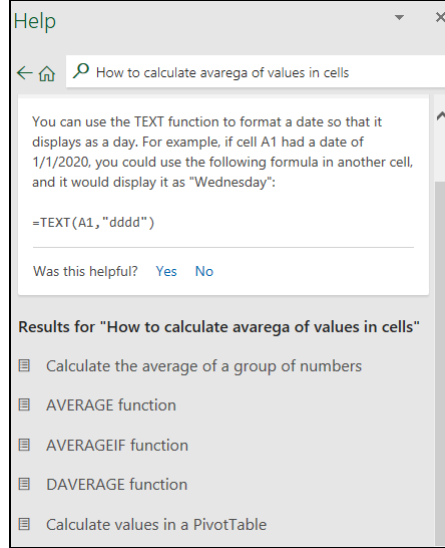 Help
How to calculate avarega of values in cells
You can use the TEXT function to format a date so that it
displays as a day. For example, if cell A1 had a date of
1/1/2020, you could use the following formula in another cell,
and it would display it as "Wednesday":
=TEXT(A1,"dddd")
Was this helpful? Yes No
Results for "How to calculate avarega of values in cells"
Calculate the average of a group of numbers
AVERAGE function
AVERAGEIF function
DAVERAGE function
Calculate values in a PivotTable